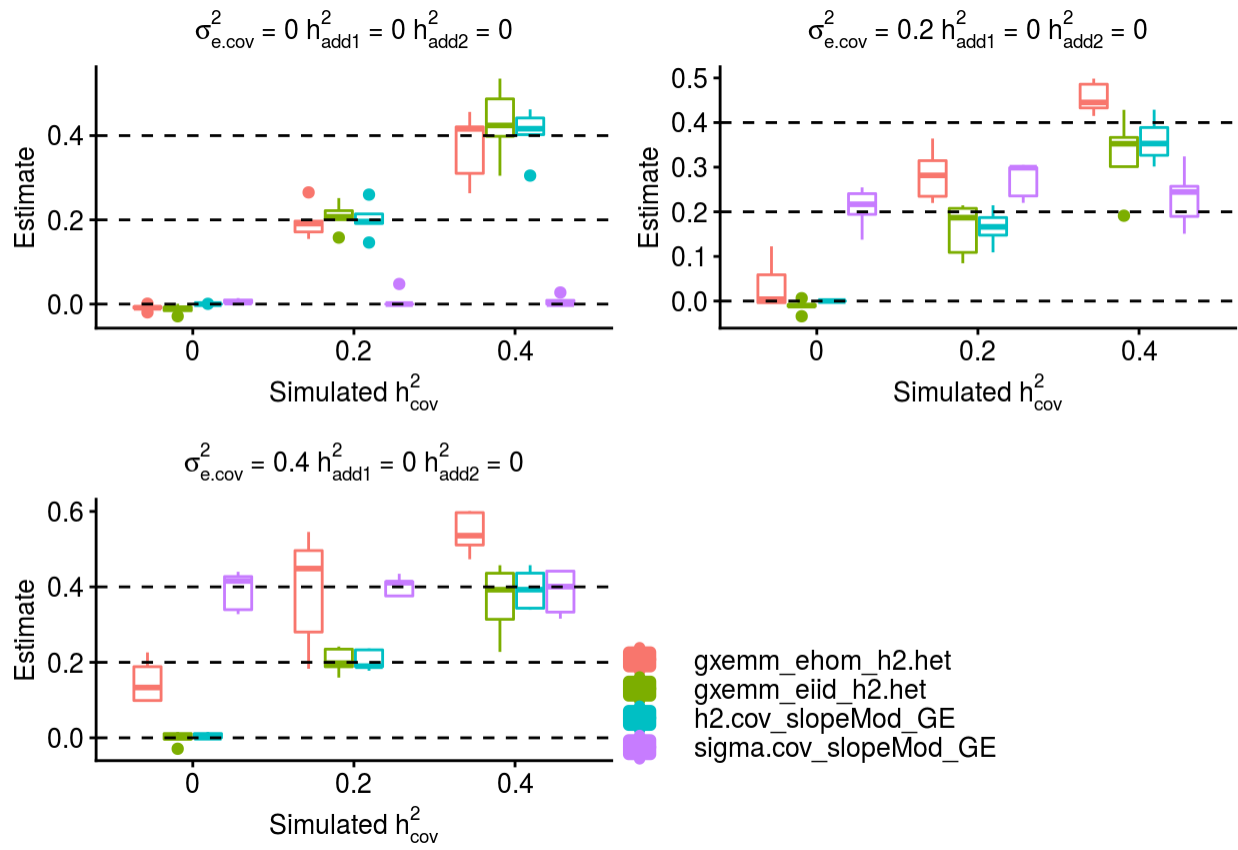 σ²e.cov = 0 h²add1 = 0 h²add2 = 0
Estimate
0.4
0.2
0.0
0
0.2
0.4
Simulated h²cov
σ²e.cov = 0.2 h²add1 = 0 h²add2 = 0
Estimate
0.5
0.4
0.3
0.2
0.1
0.0
0
0.2
0.4
Simulated h²cov
σ²e.cov = 0.4 h²add1 = 0 h²add2 = 0
Estimate
0.6
0.4
0.2
0.0
0
0.2
0.4
Simulated h²cov
gxemm_ehom_h2.het
gxemm_eiid_h2.het
h2.cov_slopeMod_GE
sigma.cov_slopeMod_GE